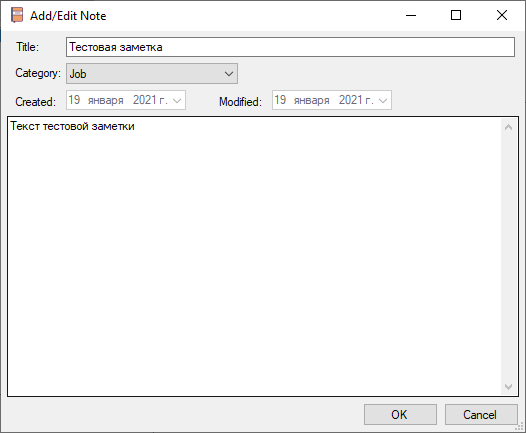 Add/Edit Note
Title: Тестовая заметка
Category: Job
Created: 19 января 2021 г. Modified: 19 января 2021 г.
Текст тестовой заметки
OK Cancel